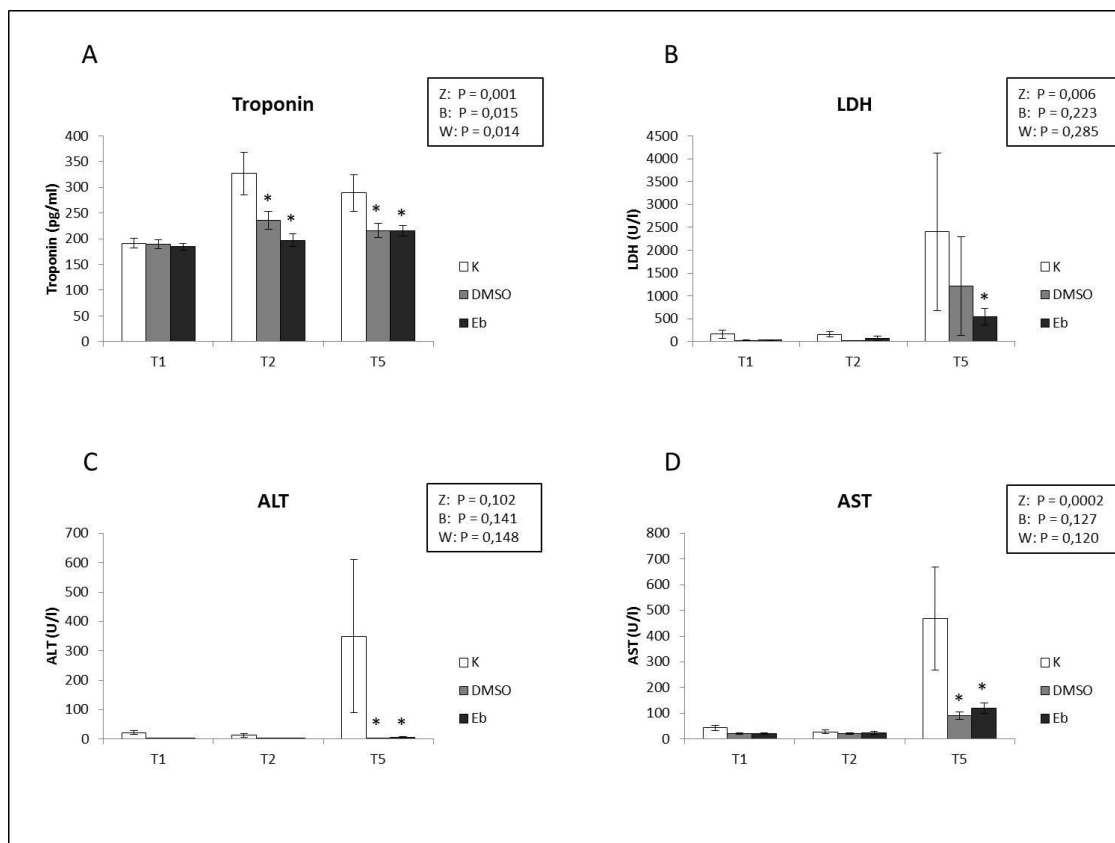 A
Troponin
Z: P = 0,001
B: P = 0,015
W: P = 0,014
Troponin (pg/ml)
400
350
300
250
200
150
100
50
0
* * * *
T1 T2 T5
K
DMSO
Eb
B
LDH
Z: P = 0,006
B: P = 0,223
W: P = 0,285
LDH (U/l)
4500
4000
3500
3000
2500
2000
1500
1000
500
0
*
T1 T2 T5
K
DMSO
Eb
C
ALT
Z: P = 0,102
B: P = 0,141
W: P = 0,148
ALT (U/l)
700
600
500
400
300
200
100
0
* *
T1 T2 T5
K
DMSO
Eb
D
AST
Z: P = 0,0002
B: P = 0,127
W: P = 0,120
AST (U/l)
800
700
600
500
400
300
200
100
0
* *
T1 T2 T5
K
DMSO
Eb